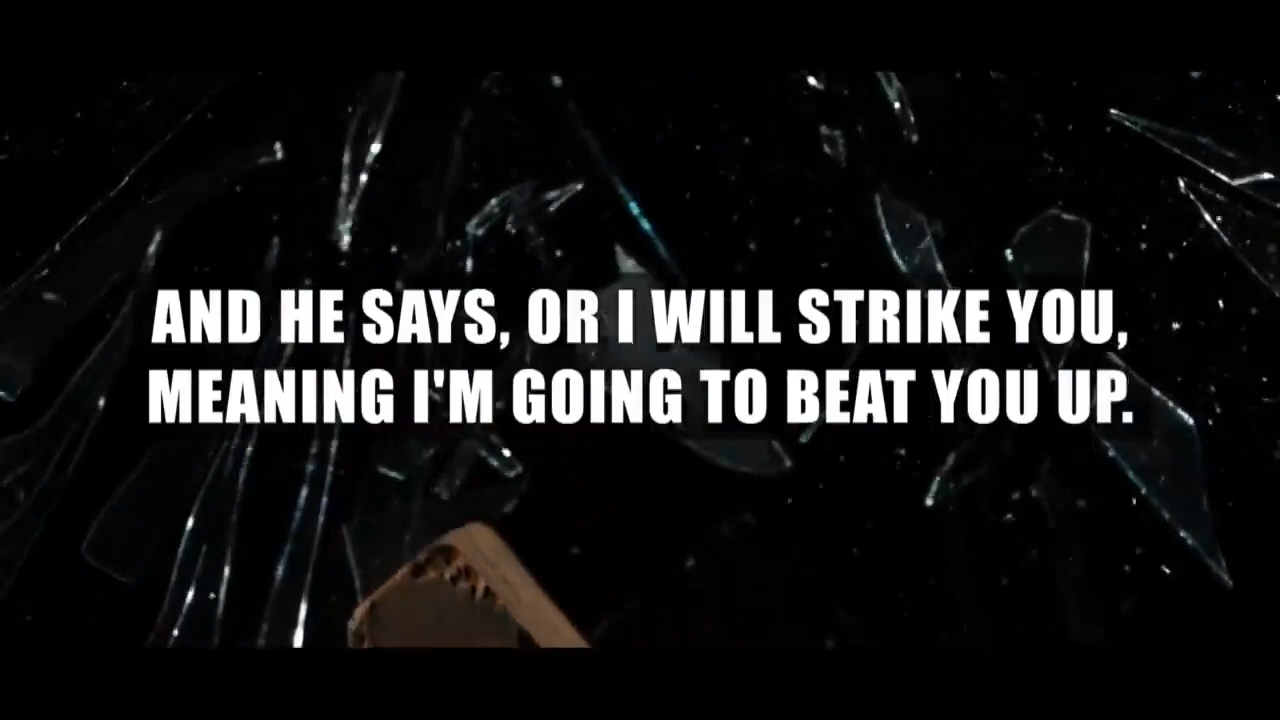 AND HE SAYS, OR I WILL STRIKE YOU,
MEANING I'M GOING TO BEAT YOU UP.